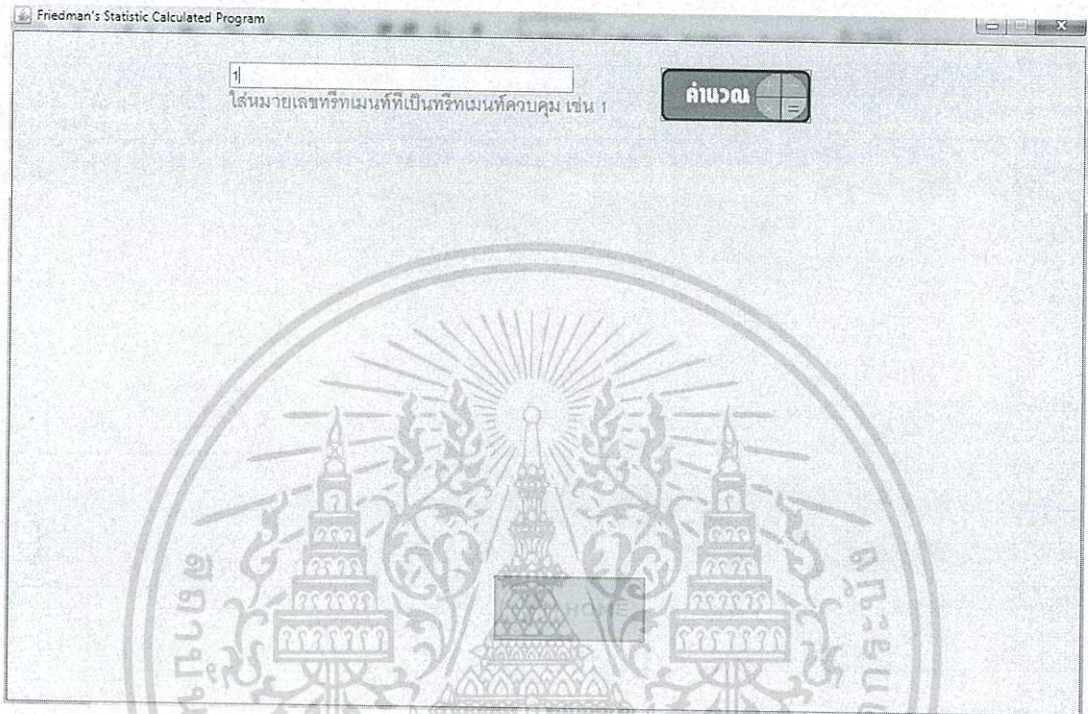 Friedman's Statistic Calculated Program
1
ใส่หมายเลขทรีทเมนท์ที่เป็นทรีทเมนท์ควบคุม เช่น 1
คำนวณ
HOME